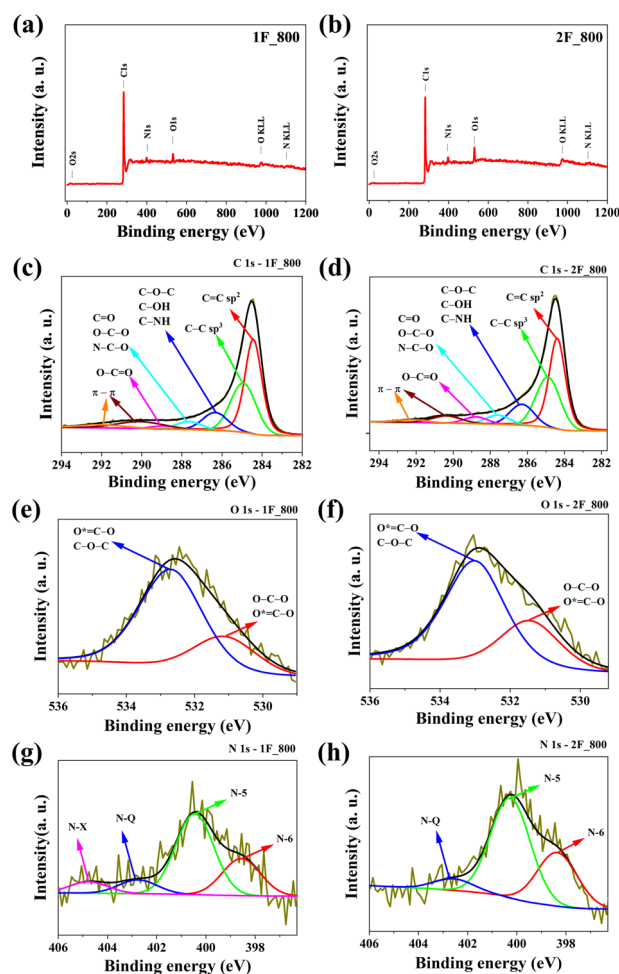 (a)
1F_800
Intensity (a. u.)
O2s
C1s
N1s
O1s
O KLL
N KLL
0 200 400 600 800 1000 1200
Binding energy (eV)
(b)
2F_800
Intensity (a. u.)
O2s
C1s
N1s
O1s
O KLL
N KLL
0 200 400 600 800 1000 1200
Binding energy (eV)
(c)
C 1s - 1F_800
Intensity (a. u.)
C=O
O–C–O
N–C–O
C–O–C
C–OH
C–NH
C=C sp²
C–C sp³
O–C=O
π – π
294 292 290 288 286 284 282
Binding energy (eV)
(d)
C 1s - 2F_800
Intensity (a. u.)
C=O
O–C–O
N–C–O
C–O–C
C–OH
C–NH
C=C sp²
C–C sp³
O–C=O
π – π
294 292 290 288 286 284 282
Binding energy (eV)
(e)
O 1s - 1F_800
Intensity (a. u.)
O*=C–O
C–O–C
O–C–O
O*=C–O
536 534 532 530
Binding energy (eV)
(f)
O 1s - 2F_800
Intensity (a. u.)
O*=C–O
C–O–C
O–C–O
O*=C–O
536 534 532 530
Binding energy (eV)
(g)
N 1s - 1F_800
Intensity (a. u.)
N-X
N-Q
N-5
N-6
406 404 402 400 398
Binding energy (eV)
(h)
N 1s - 2F_800
Intensity (a. u.)
N-Q
N-5
N-6
406 404 402 400 398
Binding energy (eV)